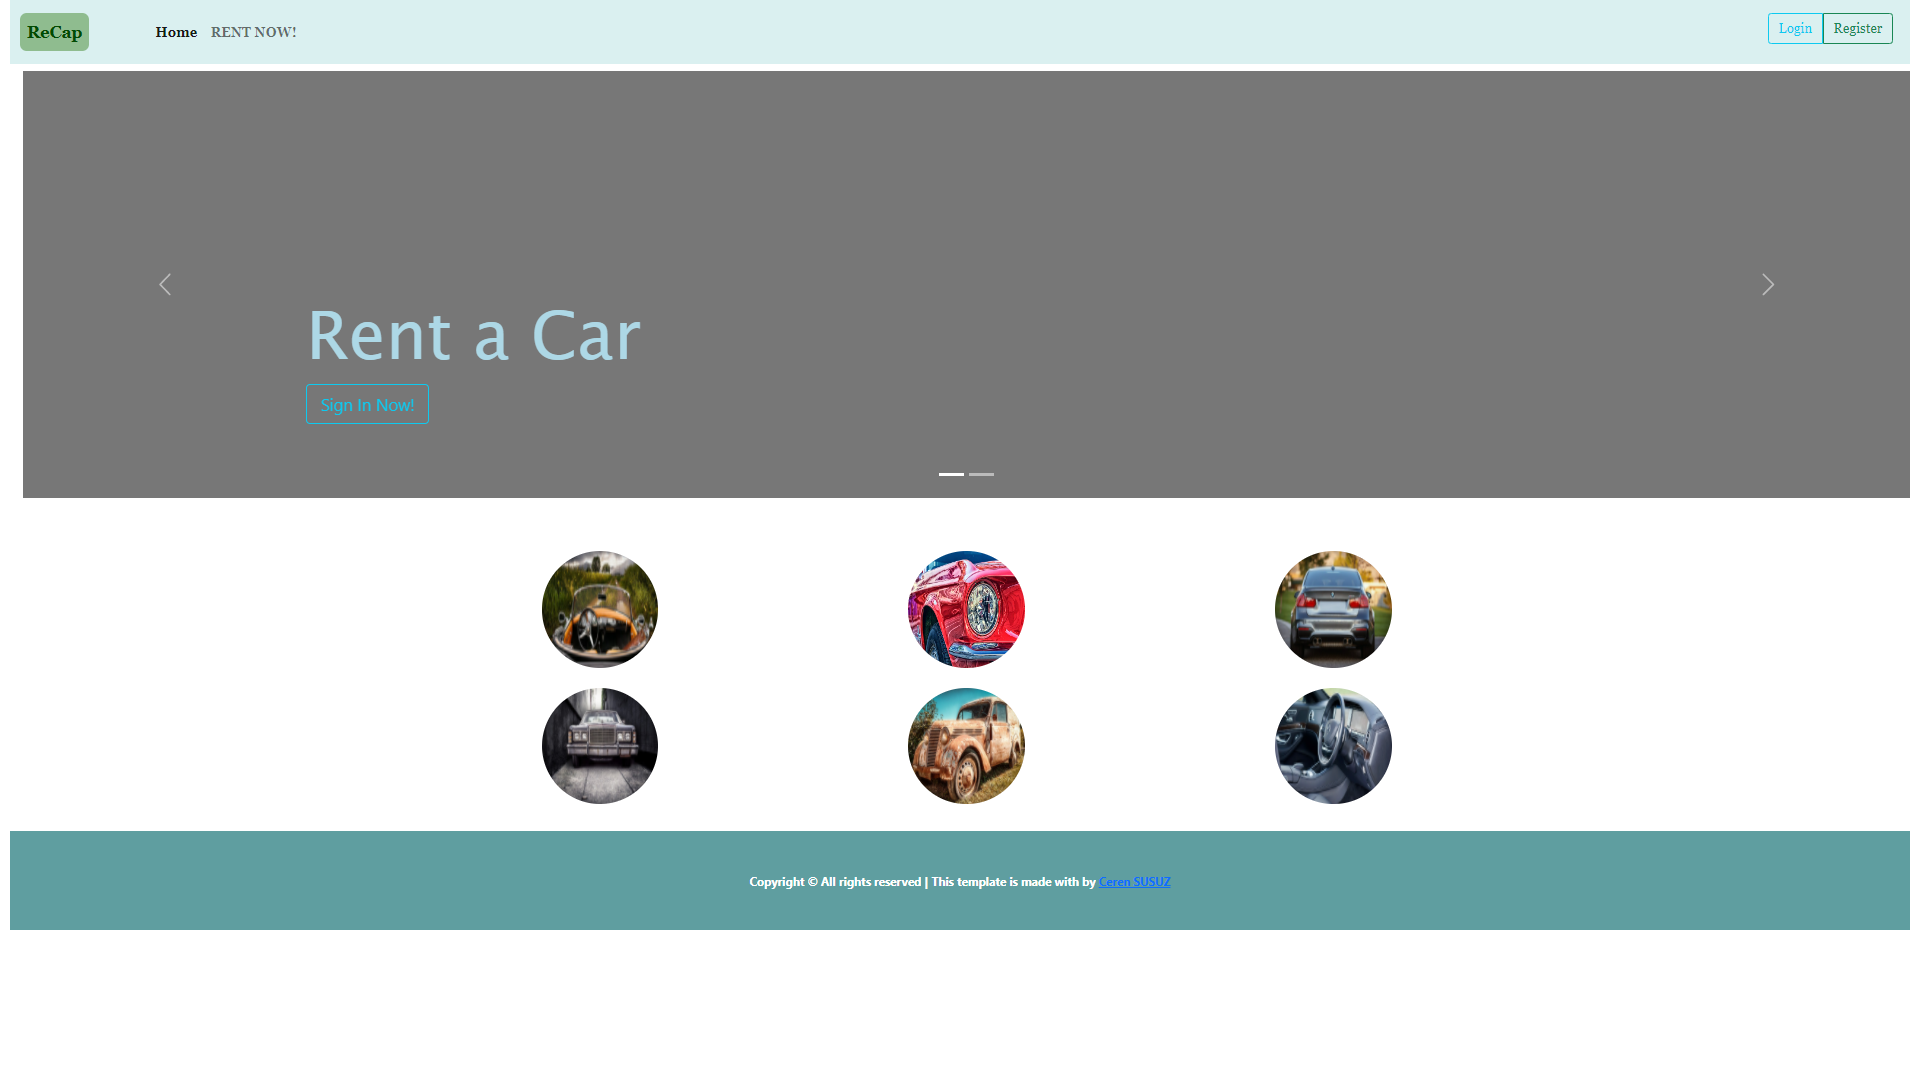 ReCap
Home
RENT NOW!
Login
Register
Rent a Car
Sign In Now!
Copyright © All rights reserved | This template is made with by Ceren SUSUZ